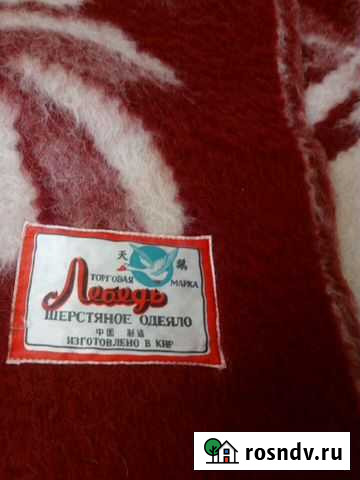 天 鹅
ТОРГОВАЯ МАРКА
Лебедь
ШЕРСТЯНОЕ ОДЕЯЛО
中国 制造
ИЗГОТОВЛЕНО В КНР
rosndv.ru